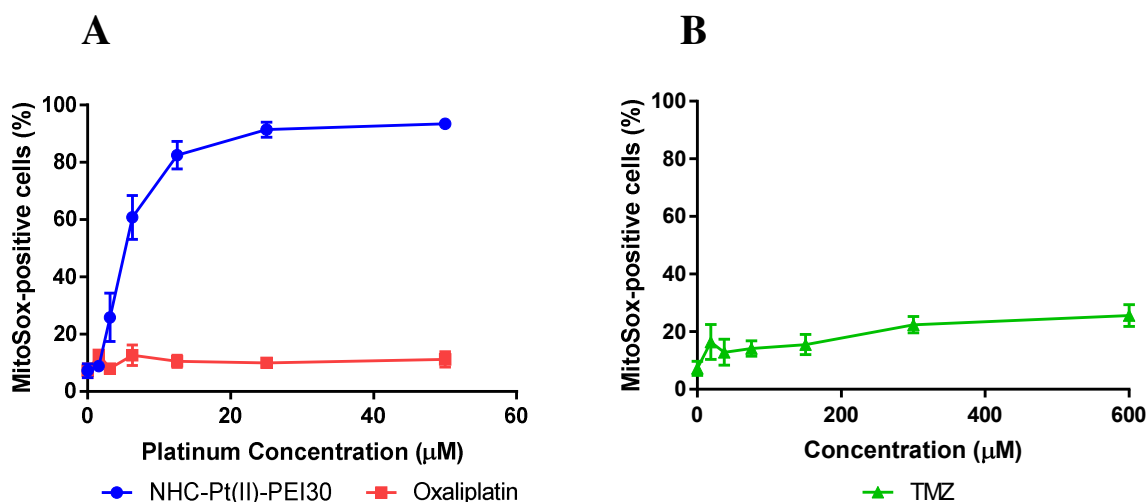 A
B
MitoSox-positive cells (%)
100
80
60
40
20
0
0
20
40
60
Platinum Concentration (μM)
NHC-Pt(II)-PEI30
Oxaliplatin
MitoSox-positive cells (%)
100
80
60
40
20
0
0
200
400
600
Concentration (μM)
TMZ